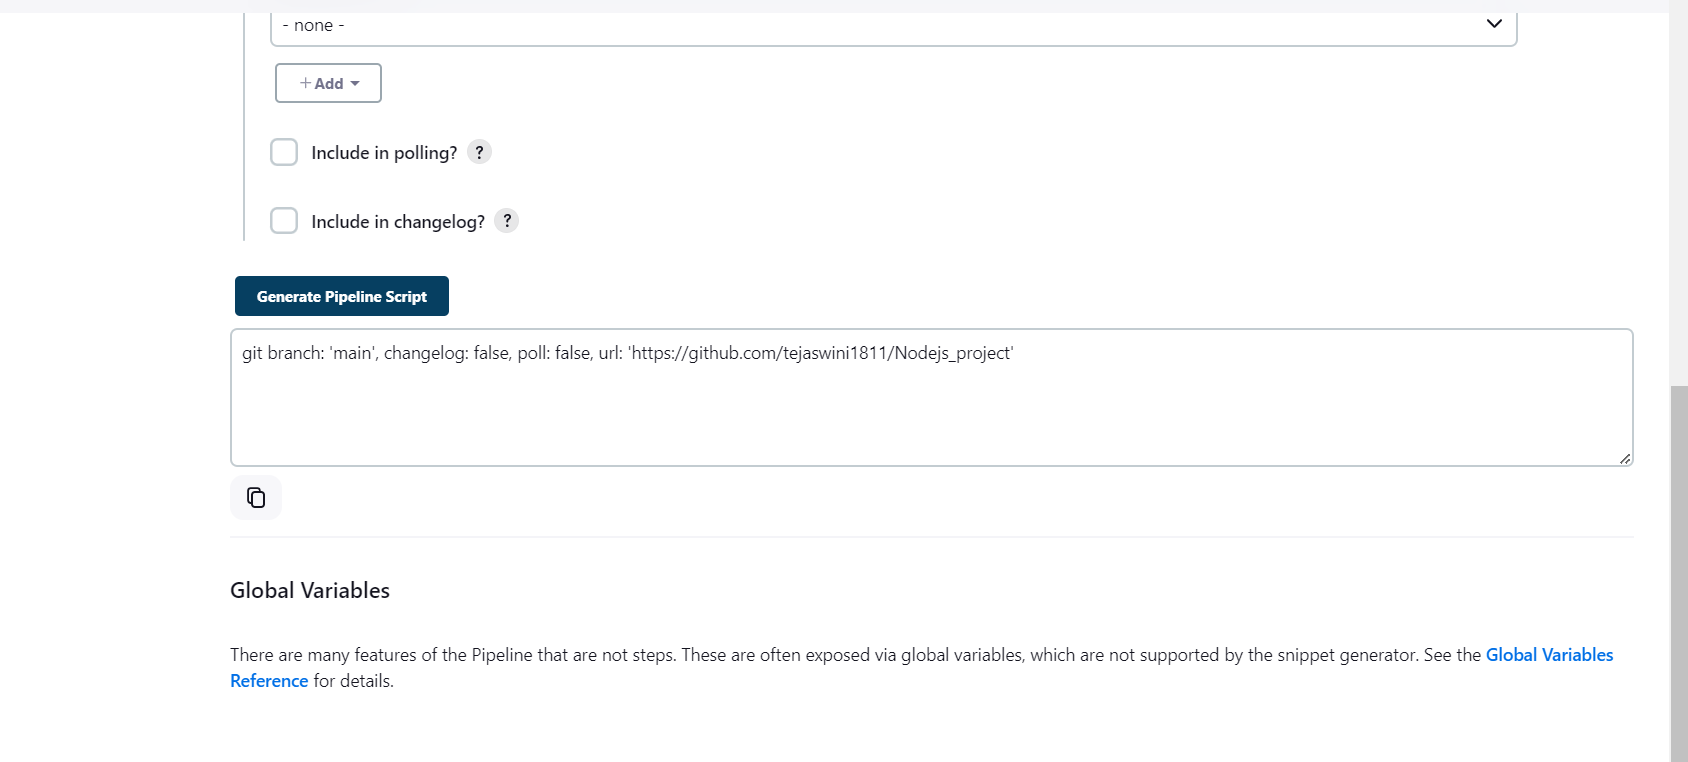 - none -
+ Add
Include in polling? ?
Include in changelog? ?
Generate Pipeline Script
git branch: 'main', changelog: false, poll: false, url: 'https://github.com/tejaswini1811/Nodejs_project'
Global Variables
There are many features of the Pipeline that are not steps. These are often exposed via global variables, which are not supported by the snippet generator. See the Global Variables
Reference for details.